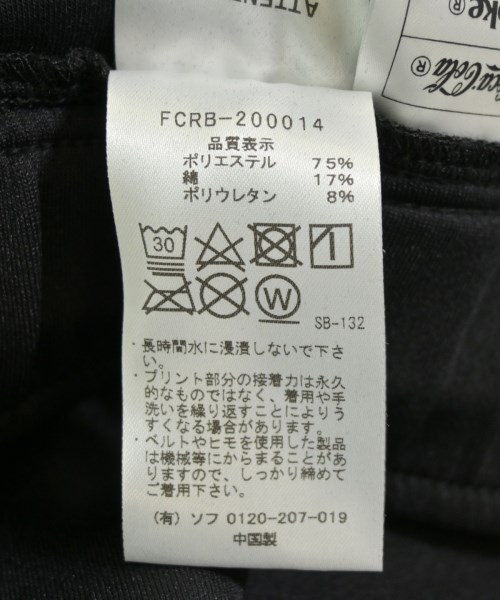 ATTEN
oke®
Coca-Cola®
FCRB-200014
品質表示
ポリエステル 75%
綿 17%
ポリウレタン 8%
30
W
SB-132
・長時間水に浸漬しないで下さ
い。
・プリント部分の接着力は永久
的なものではなく、着用や手
洗いを繰り返すことによりう
すくなる場合があります。
・ベルトやヒモを使用した製品
は機械等にからまることがあ
りますので、しっかり締めて
ご着用下さい。
(有) ソフ 0120-207-019
中国製